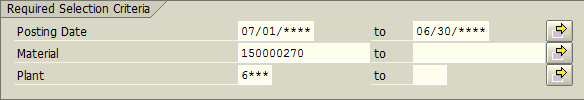 Required Selection Criteria
Posting Date 07/01/**** to 06/30/****
Material 150000270 to
Plant 6*** to